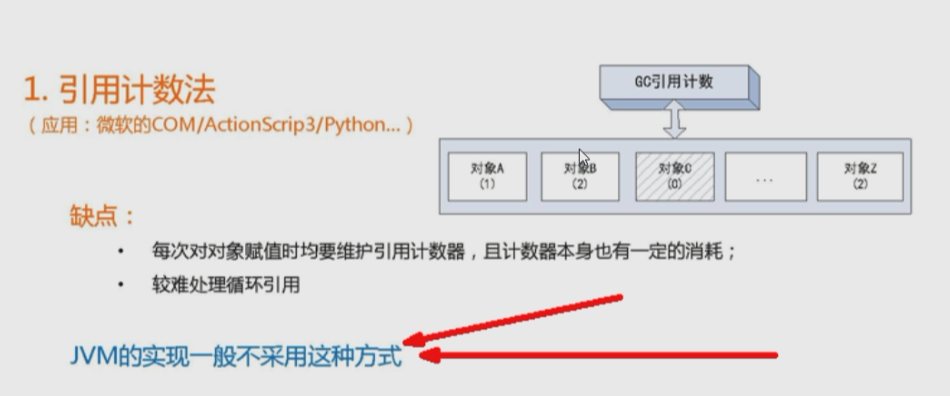 1. 引用计数法
（应用：微软的COM/ActionScrip3/Python...）
GC引用计数
对象A
(1)
对象B
(2)
对象C
(0)
...
对象Z
(2)
缺点：
• 每次对对象赋值时均要维护引用计数器，且计数器本身也有一定的消耗；
• 较难处理循环引用
JVM的实现一般不采用这种方式